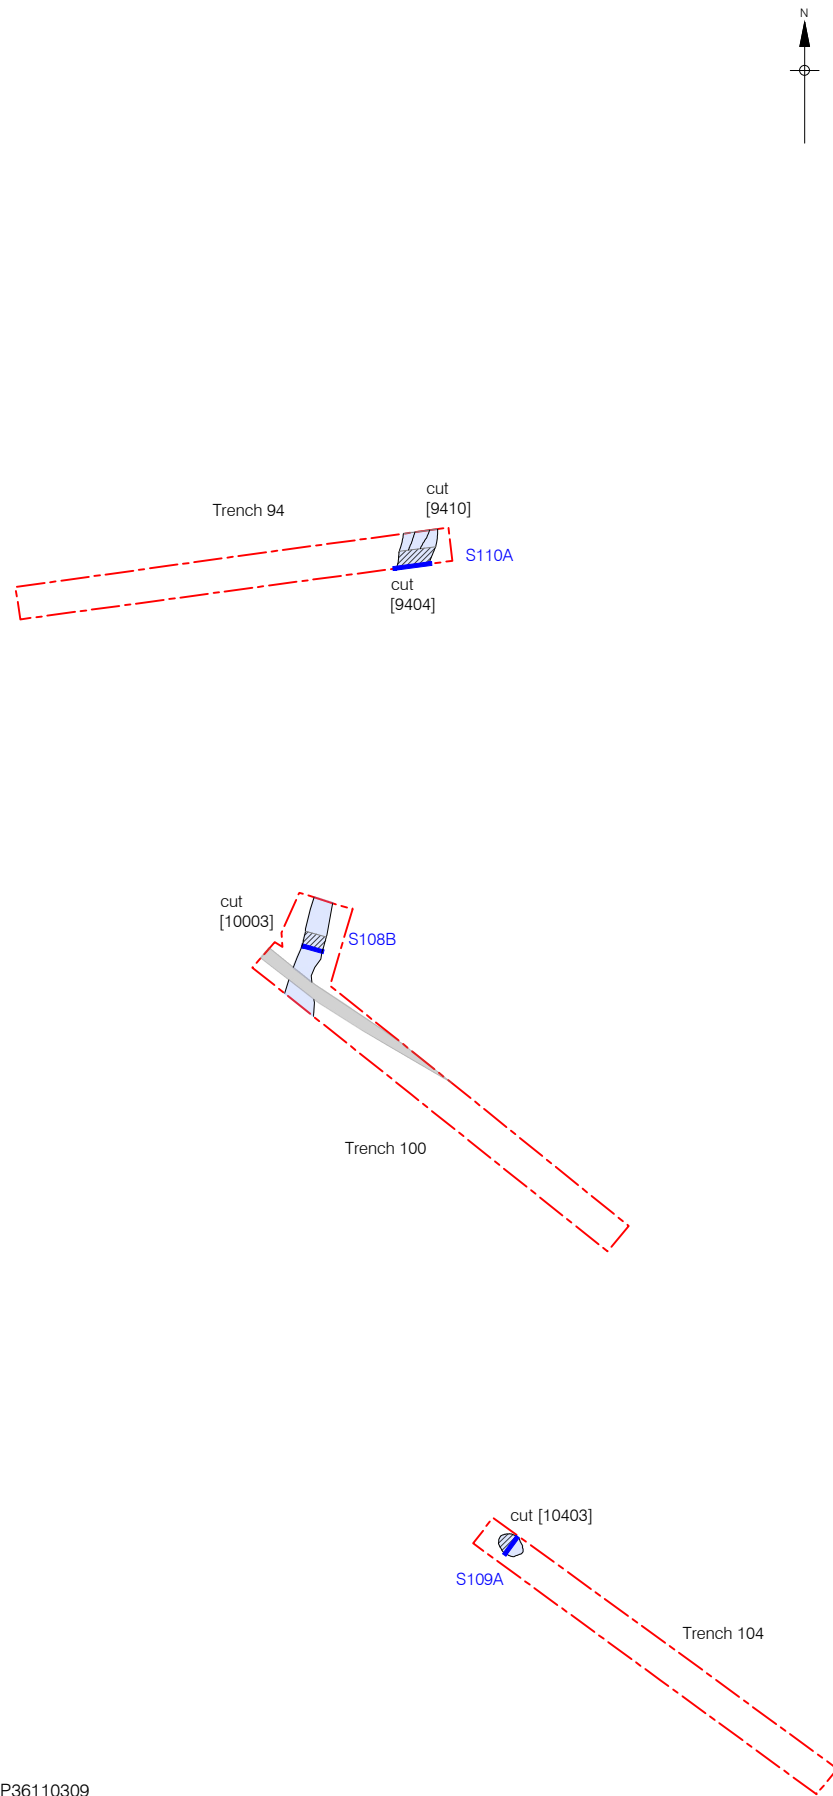 N
cut
[9410]
Trench 94
S110A
cut
[9404]
cut
[10003]
S108B
Trench 100
cut [10403]
S109A
Trench 104
P36110309